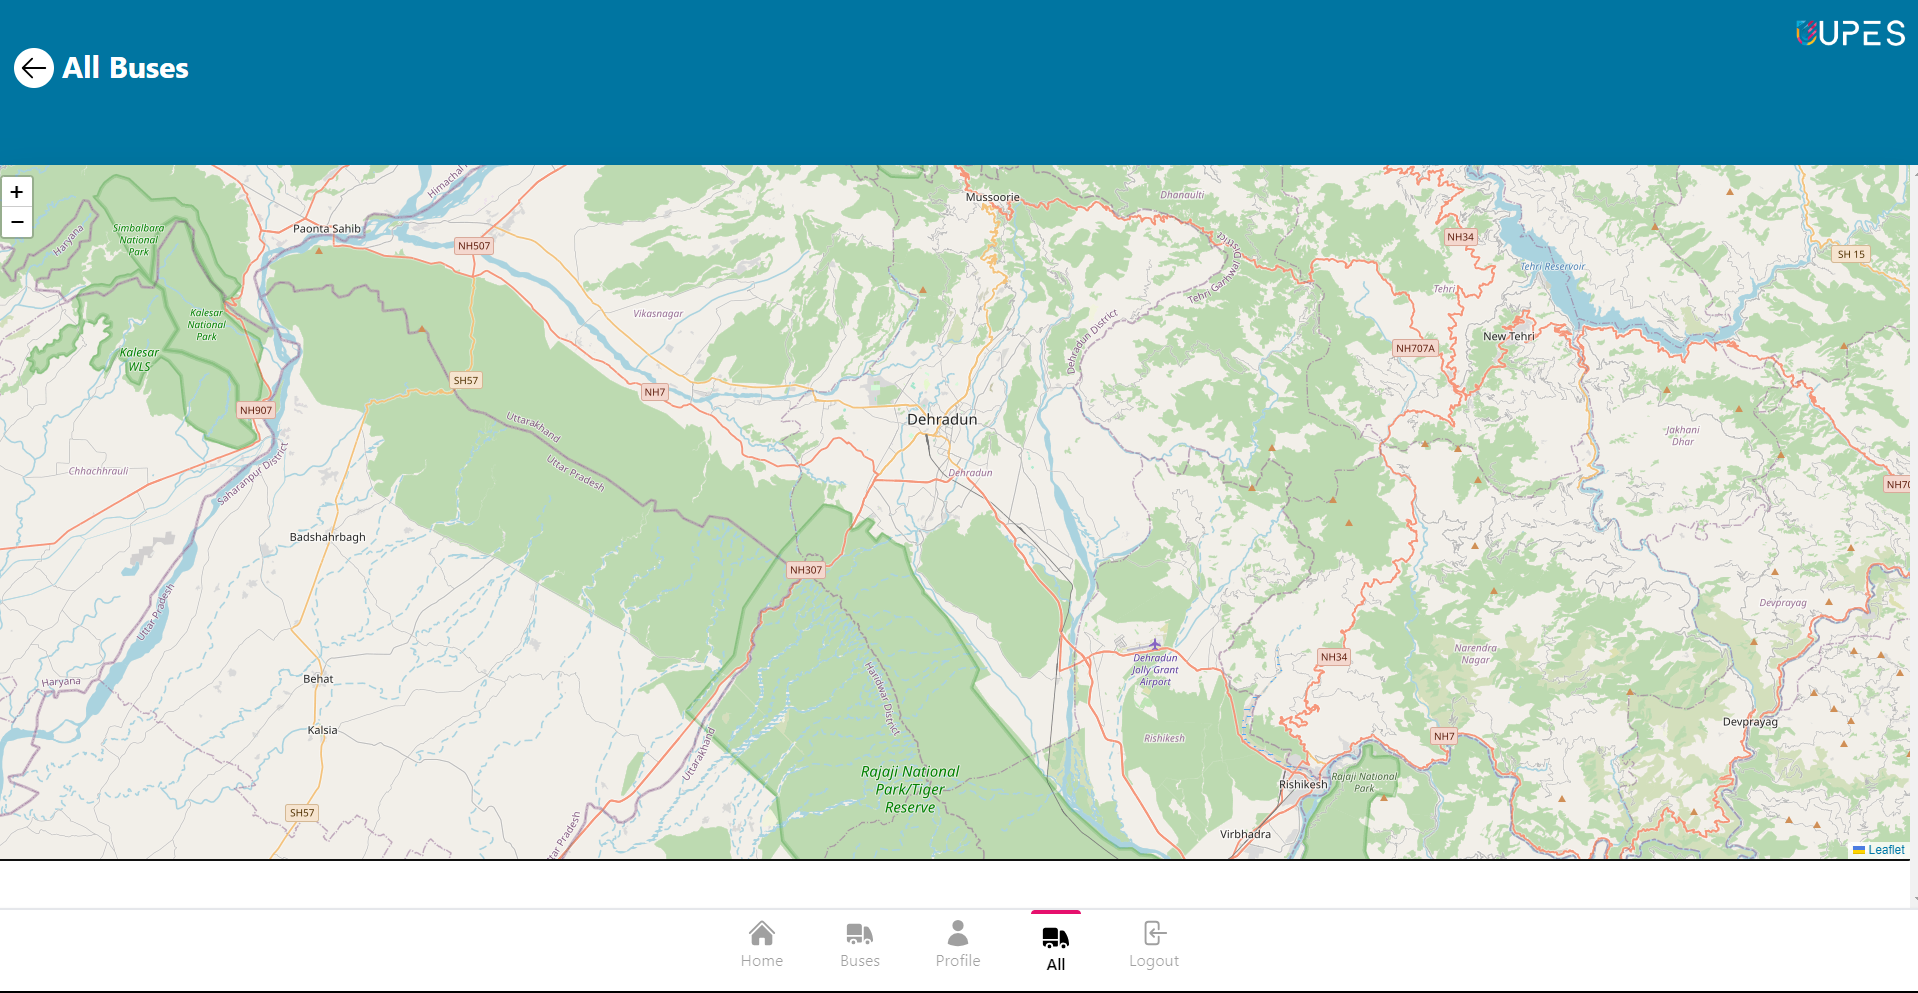 UPES
All Buses
+
−
Simbalbara
National
Park
Haryana
Paonta Sahib
Himachal
NH507
Mussoorie
Dhanaulti
District
Tehri Garhwal D
NH34
Tehri Reservoir
SH 15
Tehri
Kalesar
National
Park
Vikasnagar
Dehradun District
New Tehri
Kalesar
WLS
NH707A
SH57
NH7
NH907
Dehradun
Uttarakhand
Uttar Pradesh
Jakhani
Dhar
Chhachhrauli
Saharanpur District
Dehradun
NH70
Badshahrbagh
NH307
Uttar Pradesh
Devprayag
Dehradun
Jolly Grant
Airport
NH34
Narendra
Nagar
Haryana
Behat
Haridwar District
Kalsia
Uttarakhand
Rishikesh
NH7
Devprayag
Rajaji National
Park/Tiger
Reserve
Rishikesh
Rajaji National
Park
SH57
tar Pradesh
Virbhadra
Leaflet
Home
Buses
Profile
All
Logout